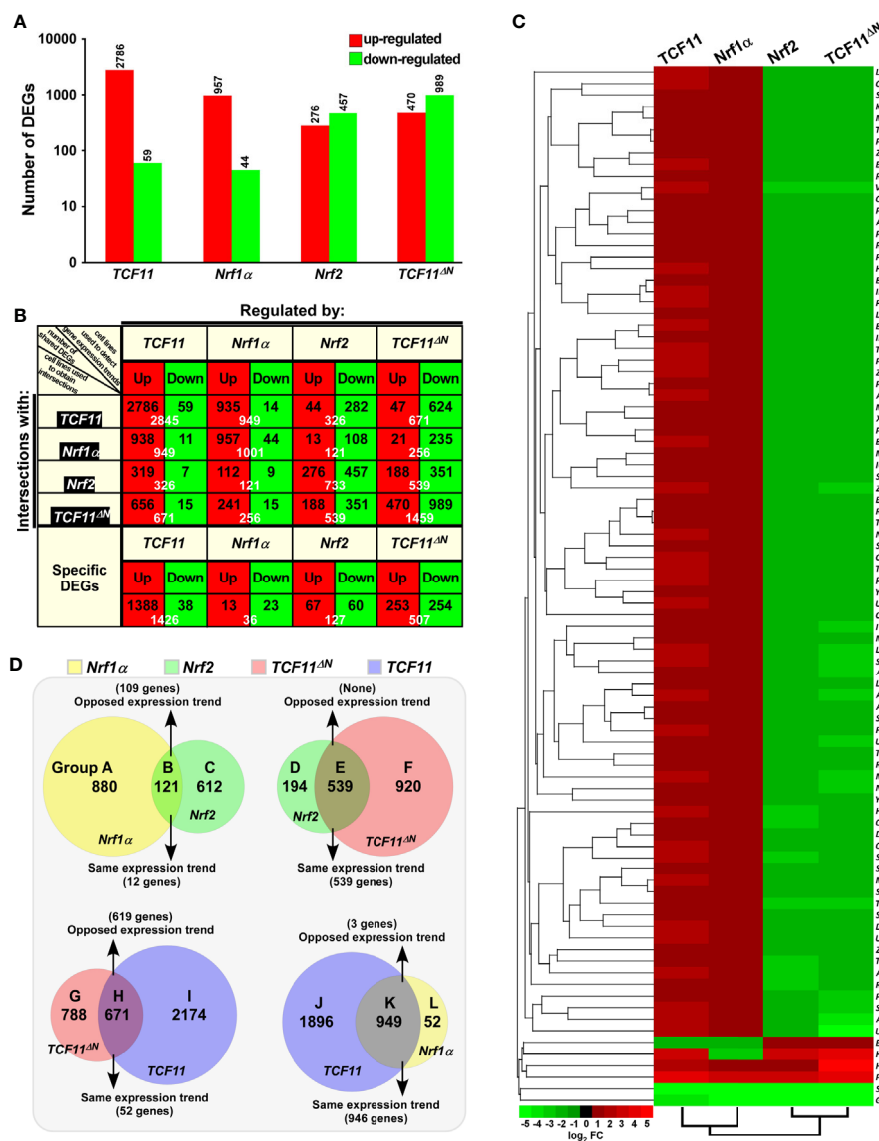 A
Number of DEGs
10000
1000
100
10
0
up-regulated
down-regulated
2786
59
957
44
276
457
470
989
TCF11
Nrf1α
Nrf2
TCF11ΔN
B
Regulated by:
cell lines used to detect gene expression trends
number of shared DEGs
cell lines used to obtain intersections
TCF11 Nrf1α Nrf2 TCF11ΔN
Up Down Up Down Up Down Up Down
Intersections with:
TCF11
2786 59 935 14 44 282 47 624
2845 949 326 671
Nrf1α
938 11 957 44 13 108 21 235
949 1001 121 256
Nrf2
319 7 112 9 276 457 188 351
326 121 733 539
TCF11ΔN
656 15 241 15 188 351 470 989
671 256 539 1459
Specific DEGs
TCF11 Nrf1α Nrf2 TCF11ΔN
Up Down Up Down Up Down Up Down
1388 38 13 23 67 60 253 254
1426 36 127 507
C
TCF11 Nrf1α Nrf2 TCF11ΔN
-5 -4 -3 -2 -1 0 1 2 3 4 5
log2 FC
D
Nrf1α Nrf2 TCF11ΔN TCF11
(109 genes)
Opposed expression trend
Group A
880
B
121
C
612
Nrf1α
Nrf2
Same expression trend
(12 genes)
(None)
Opposed expression trend
D
194
E
539
F
920
Nrf2
TCF11ΔN
Same expression trend
(539 genes)
(619 genes)
Opposed expression trend
G
788
H
671
I
2174
TCF11ΔN
TCF11
Same expression trend
(52 genes)
(3 genes)
Opposed expression trend
J
1896
K
949
L
52
TCF11
Nrf1α
Same expression trend
(946 genes)